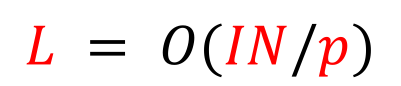 L = O(IN/p)